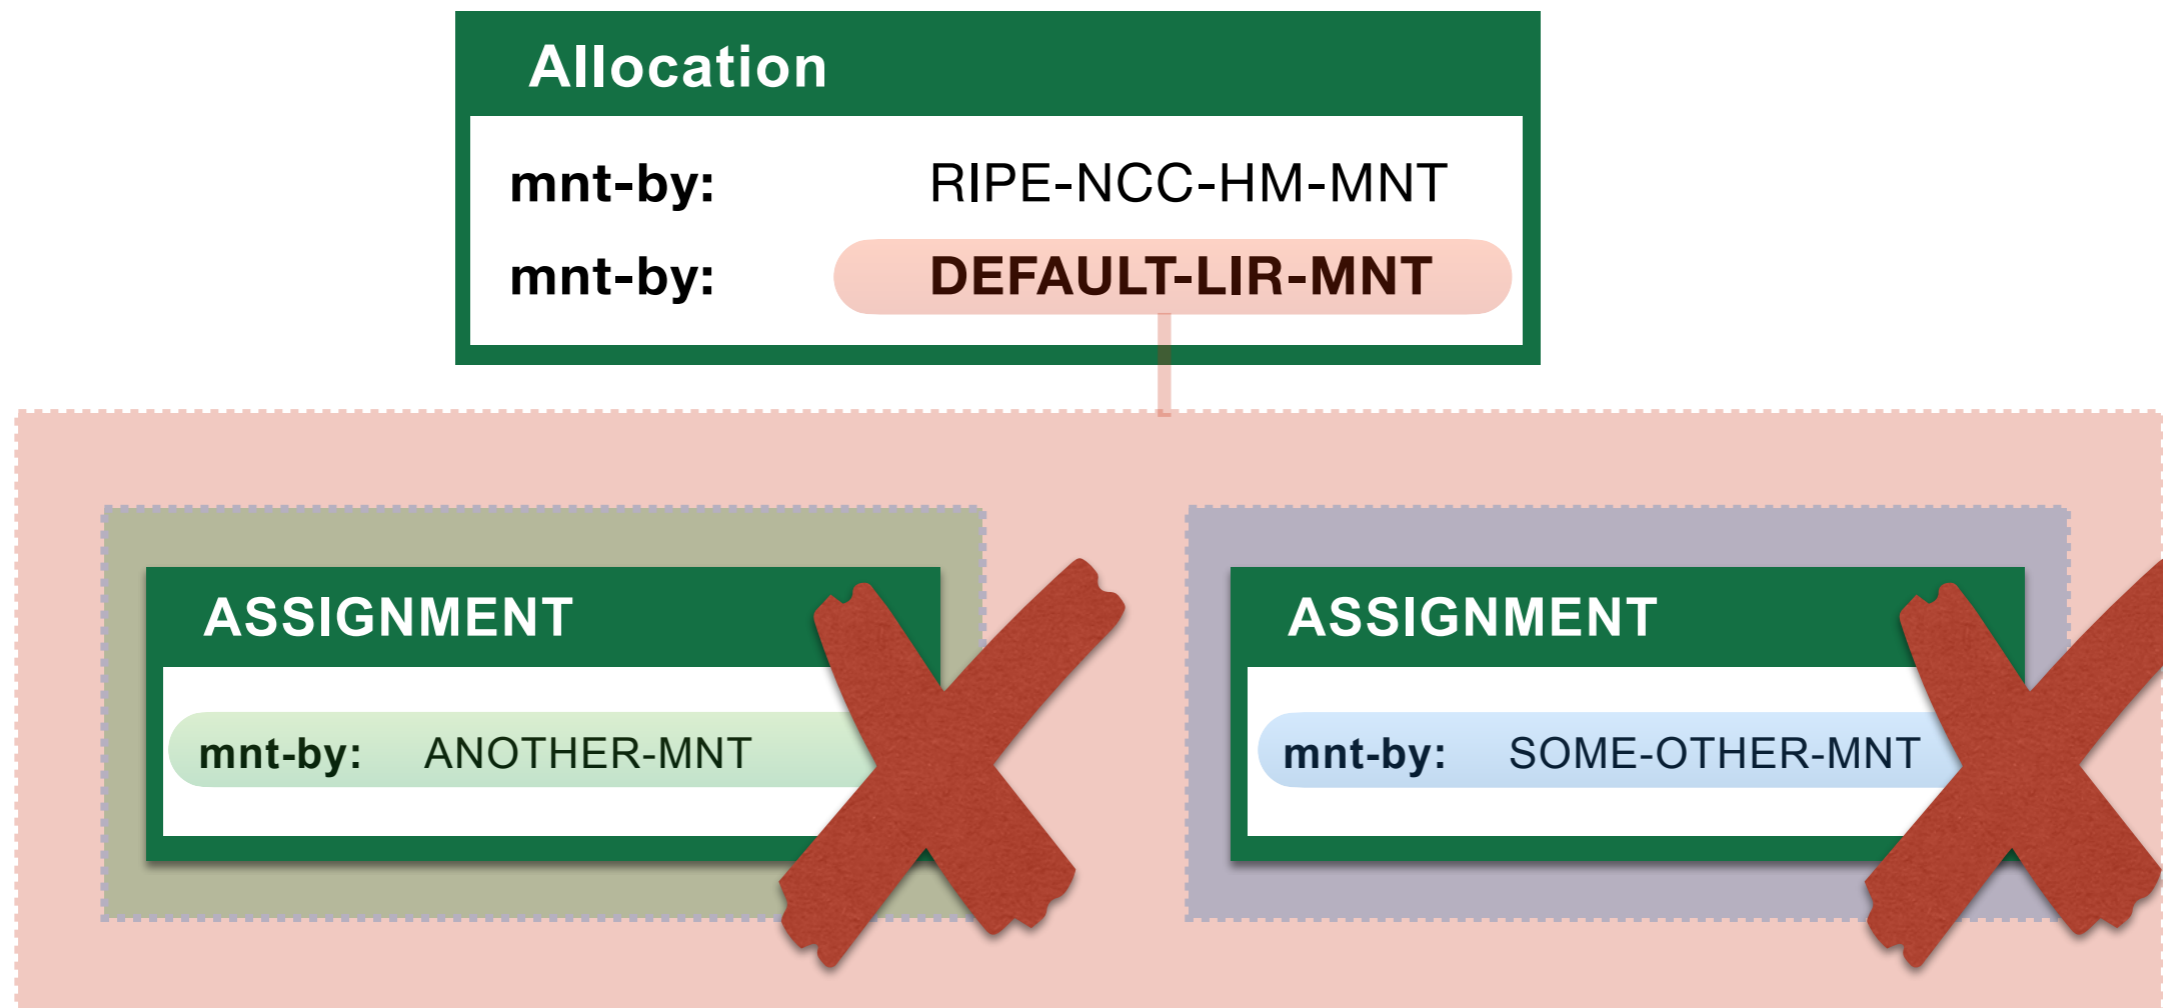 Allocation
mnt-by: RIPE-NCC-HM-MNT
mnt-by: DEFAULT-LIR-MNT
ASSIGNMENT
mnt-by: ANOTHER-MNT
ASSIGNMENT
mnt-by: SOME-OTHER-MNT